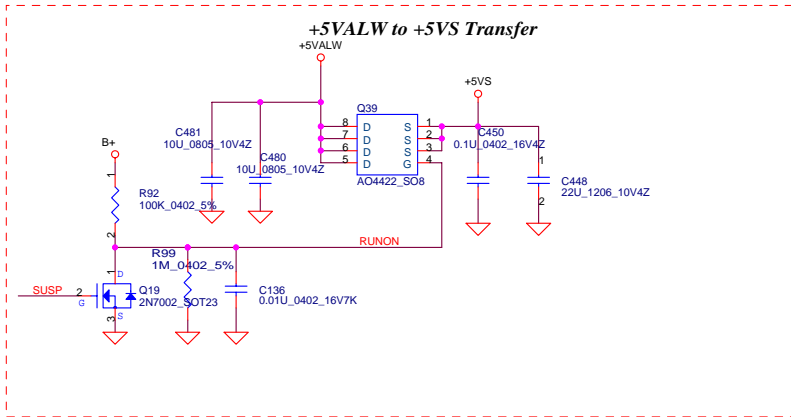 +5VALW to +5VS Transfer
+5VALW
+5VS
Q39
8 D S 1
7 D S 2
6 D S 3
5 D G 4
AO4422_SO8
C481
10U_0805_10V4Z
C480
10U_0805_10V4Z
C450
0.1U_0402_16V4Z
1
C448
22U_1206_10V4Z
2
B+
1
R92
100K_0402_5%
2
RUNON
R99
1M_0402_5%
1
D
SUSP
2
G
Q19
2N7002_SOT23
3
S
C136
0.01U_0402_16V7K